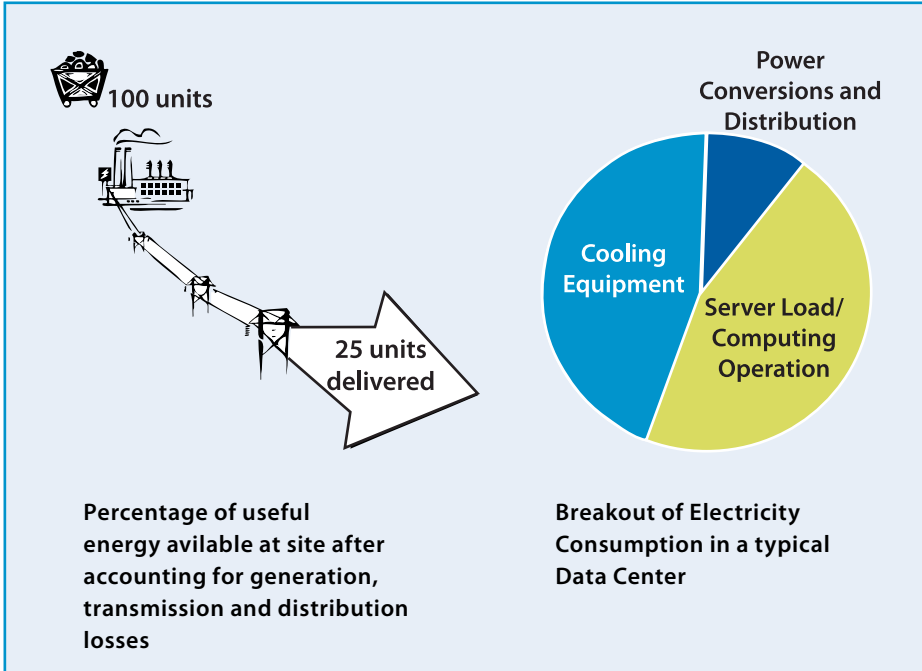 100 units
25 units
delivered
Percentage of useful
energy avilable at site after
accounting for generation,
transmission and distribution
losses
Power
Conversions and
Distribution
Cooling
Equipment
Server Load/
Computing
Operation
Breakout of Electricity
Consumption in a typical
Data Center